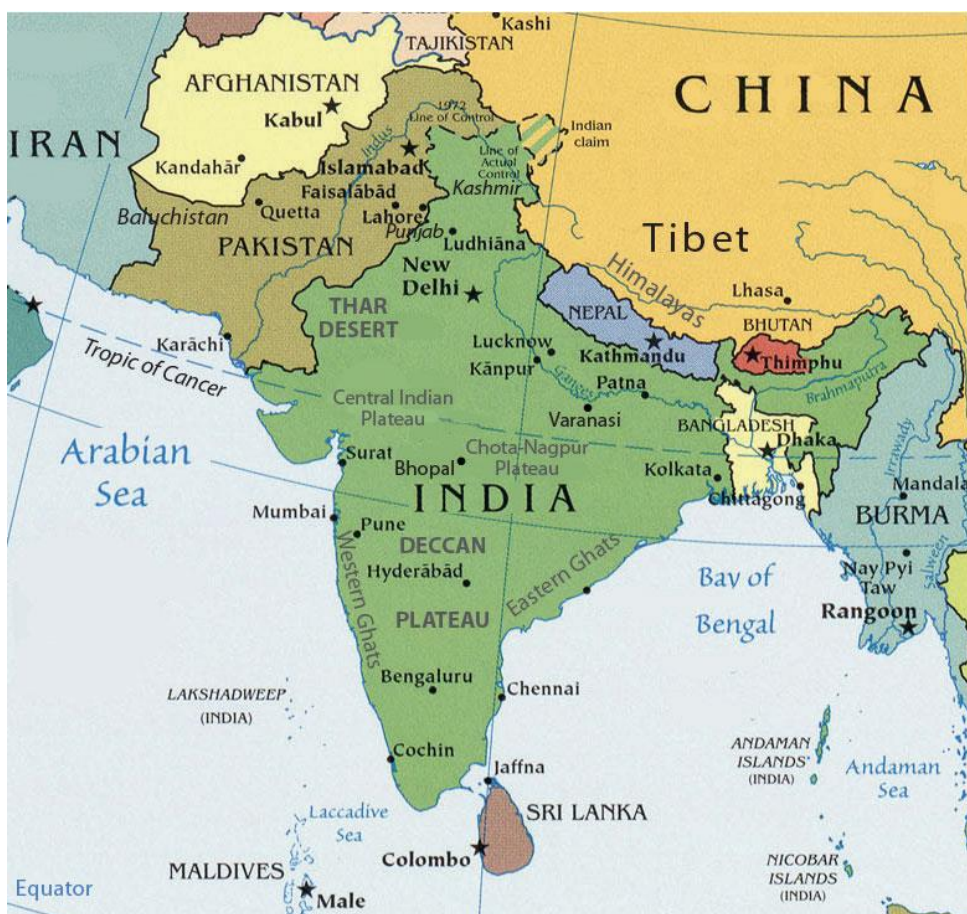 Kashi
TAJIKISTAN
AFGHANISTAN
CHINA
Kabul
1972
Line of Control
Indian
claim
IRAN
Indus
Line of
Actual
Control
Kandahār
Islamabad
Faisalābād
Kashmir
Baluchistan
Quetta
Lahore
Punjab
Ludhiāna
PAKISTAN
Tibet
New
Delhi
Himalayas
Lhasa
THAR
DESERT
NEPAL
BHUTAN
Karāchi
Lucknow
Kathmandu
Thimphu
Tropic of Cancer
Kānpur
Patna
Brahmaputra
Ganges
Central Indian
Plateau
Varanasi
BANGLADESH
Arabian
Sea
Surat
Chota-Nagpur
Plateau
Dhaka
Irrawady
Bhopal
Kolkata
INDIA
Chittagong
Mandala
Mumbai
BURMA
Pune
DECCAN
Western Ghats
Hyderābād
Eastern Ghats
Bay of
Bengal
Nay Pyi
Taw
Salween
PLATEAU
Rangoon
Bengaluru
Chennai
LAKSHADWEEP
(INDIA)
Cochin
Jaffna
ANDAMAN
ISLANDS
(INDIA)
Andaman
Sea
Laccadive
Sea
SRI LANKA
MALDIVES
Colombo
NICOBAR
ISLANDS
(INDIA)
Equator
Male